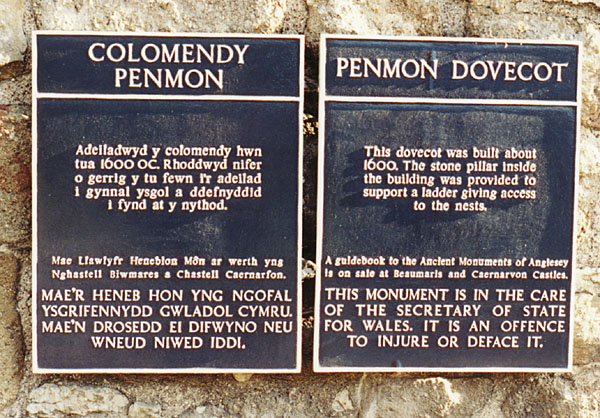 COLOMENDY
PENMON
Adeiladwyd y colomendy hwn
tua 1600 OC. Rhoddwyd nifer
o gerrig y tu fewn i'r adeilad
i gynnal ysgol a ddefnyddid
i fynd at y nythod.
Mae Llawlyfr Henebion Môn ar werth yng
Nghastell Biwmares a Chastell Caernarfon.
MAE'R HENEB HON YNG NGOFAL
YSGRIFENNYDD GWLADOL CYMRU.
MAE'N DROSEDD EI DIFWYNO NEU
WNEUD NIWED IDDI.
PENMON DOVECOT
This dovecot was built about
1600. The stone pillar inside
the building was provided to
support a ladder giving access
to the nests.
A guidebook to the Ancient Monuments of Anglesey
is on sale at Beaumaris and Caernarvon Castles.
THIS MONUMENT IS IN THE CARE
OF THE SECRETARY OF STATE
FOR WALES. IT IS AN OFFENCE
TO INJURE OR DEFACE IT.